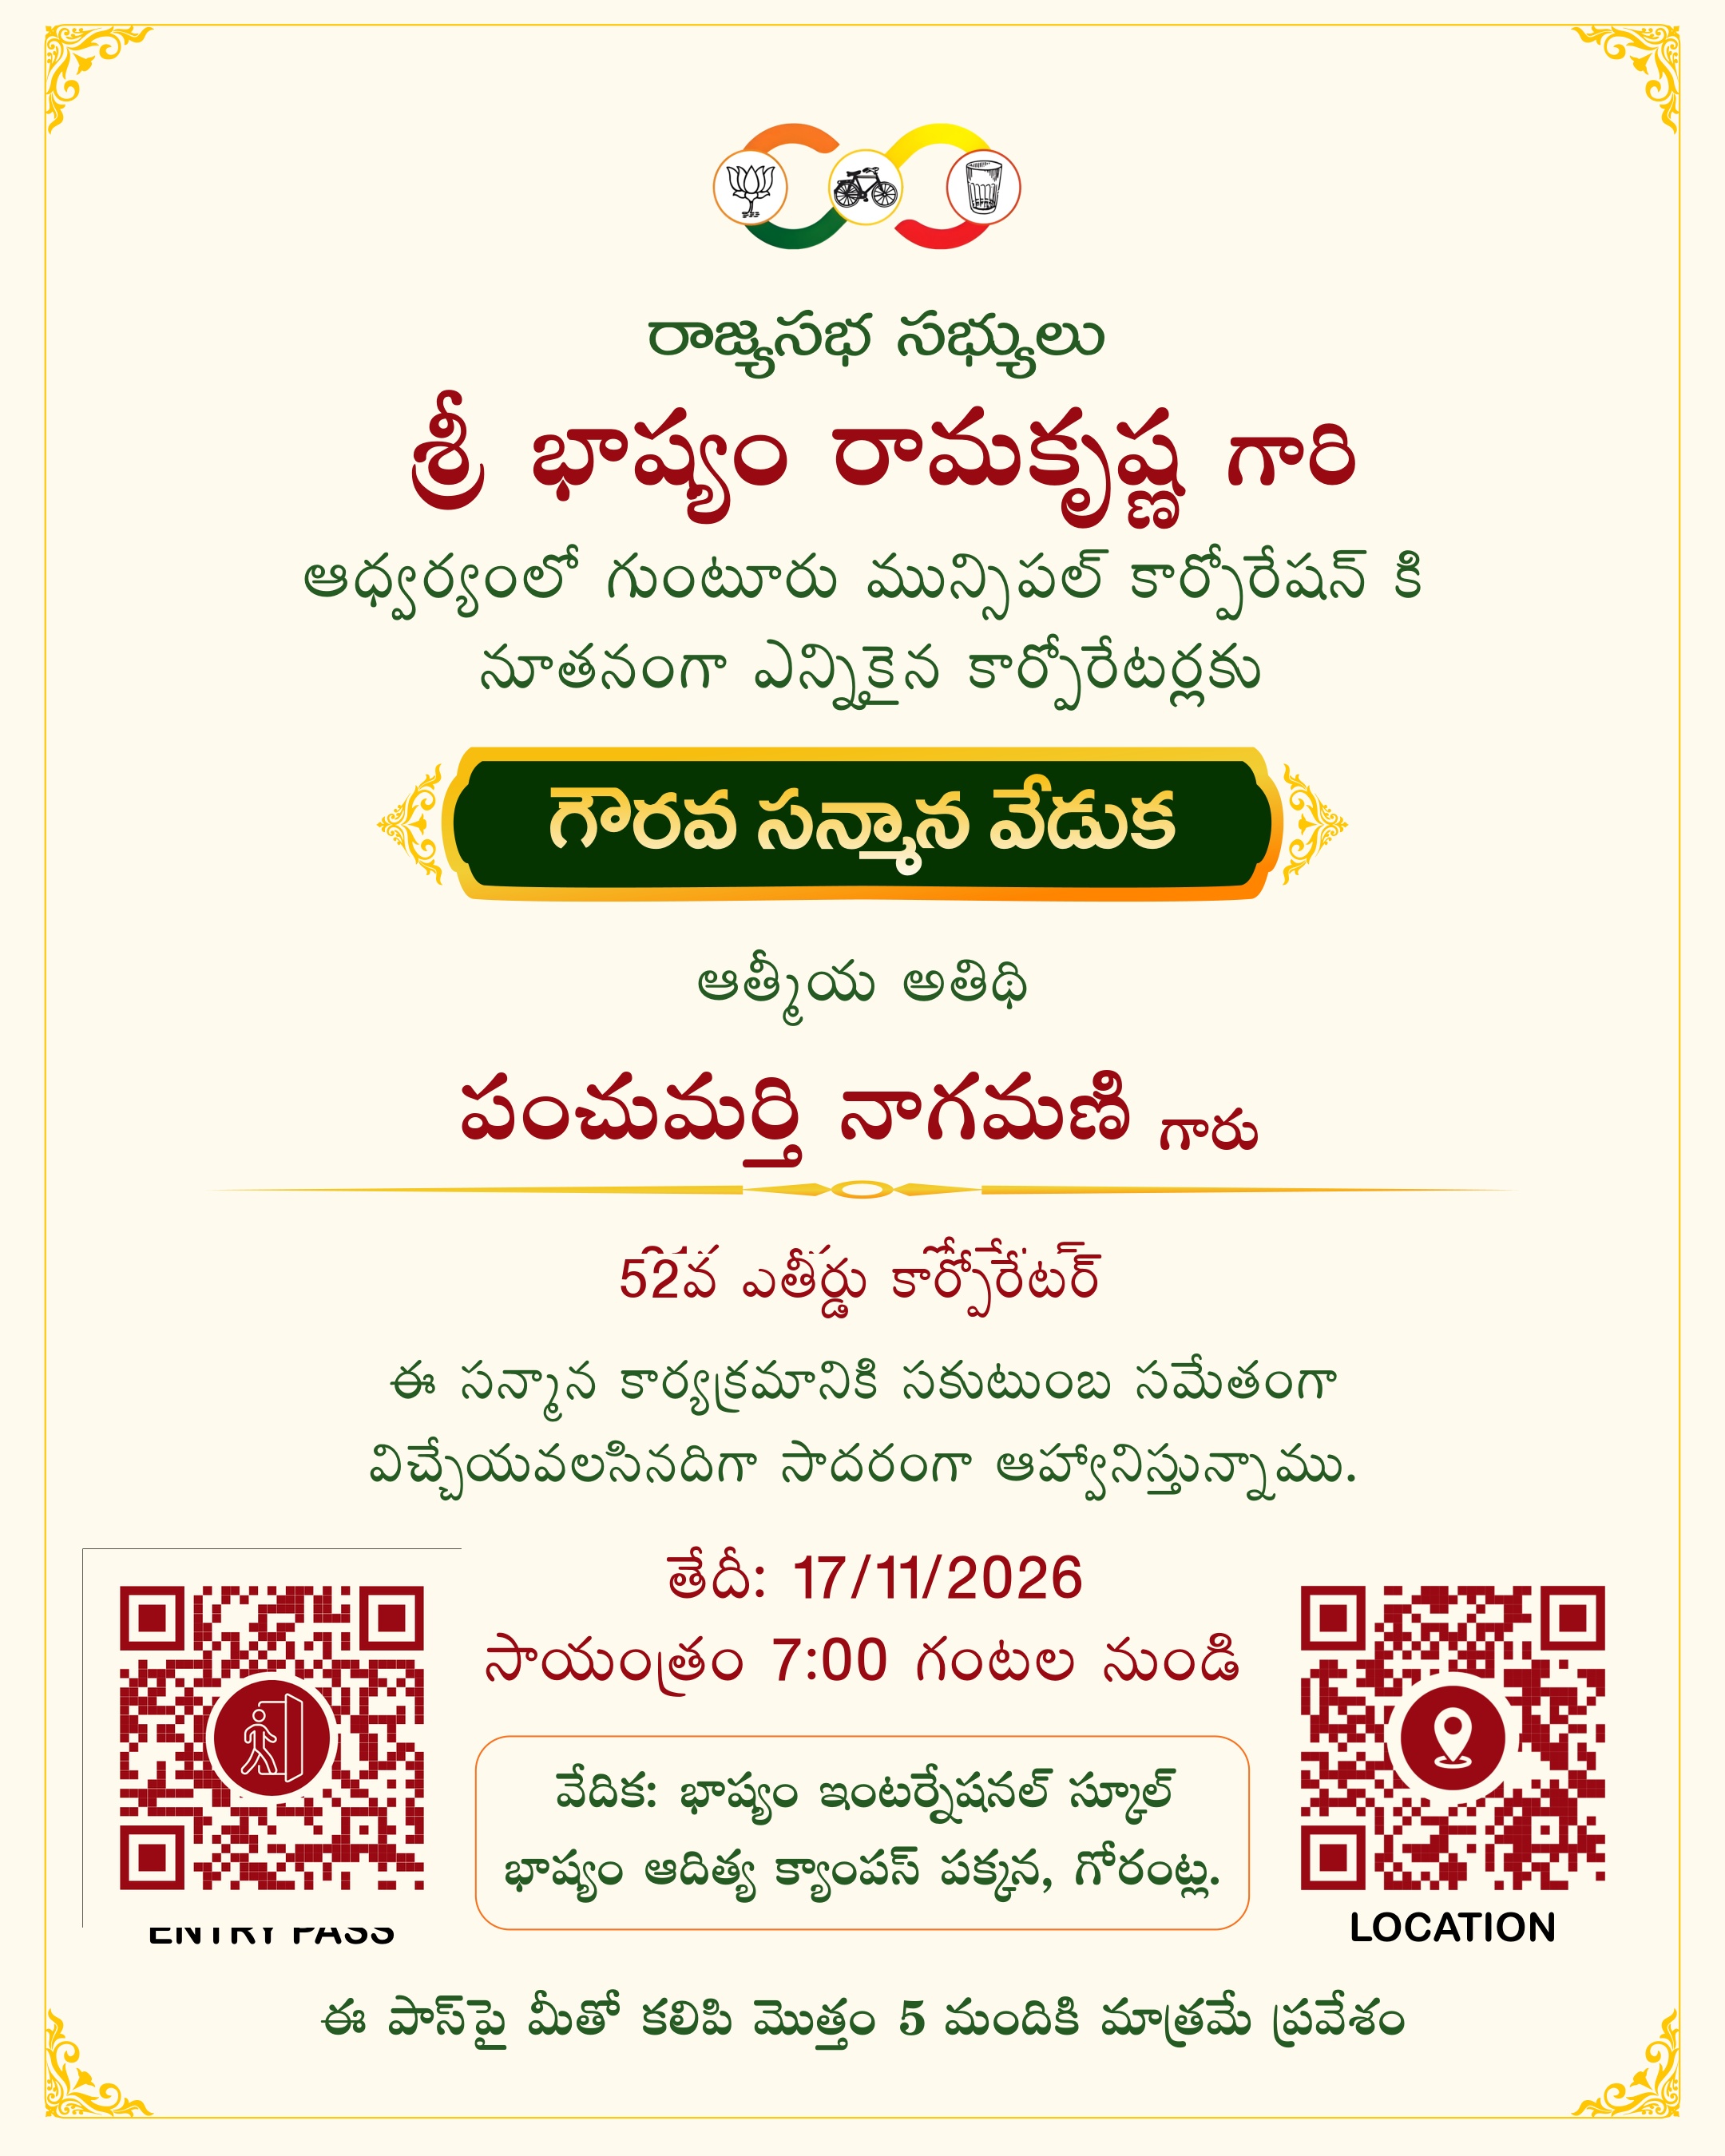 రాజ్యసభ సభ్యులు
శ్రీ భాష్యం రామకృష్ణ గారి
ఆధ్వర్యంలో గుంటూరు మున్సిపల్ కార్పోరేషన్ కి
నూతనంగా ఎన్నికైన కార్పోరేటర్లకు
గౌరవ సన్మాన వేడుక
ఆత్మీయ అతిథి
పంచుమర్తి నాగమణి గారు
52వ ఎతీర్డు కార్పోరేటర్
ఈ సన్మాన కార్యక్రమానికి సకుటుంబ సమేతంగా
విచ్చేయవలసినదిగా సాదరంగా ఆహ్వానిస్తున్నాము.
తేదీ: 17/11/2026
సాయంత్రం 7:00 గంటల నుండి
వేదిక: భాష్యం ఇంటర్నేషనల్ స్కూల్
భాష్యం ఆదిత్య క్యాంపస్ పక్కన, గోరంట్ల.
ENTRY PASS
LOCATION
ఈ పాస్‌పై మీతో కలిపి మొత్తం 5 మందికి మాత్రమే ప్రవేశం